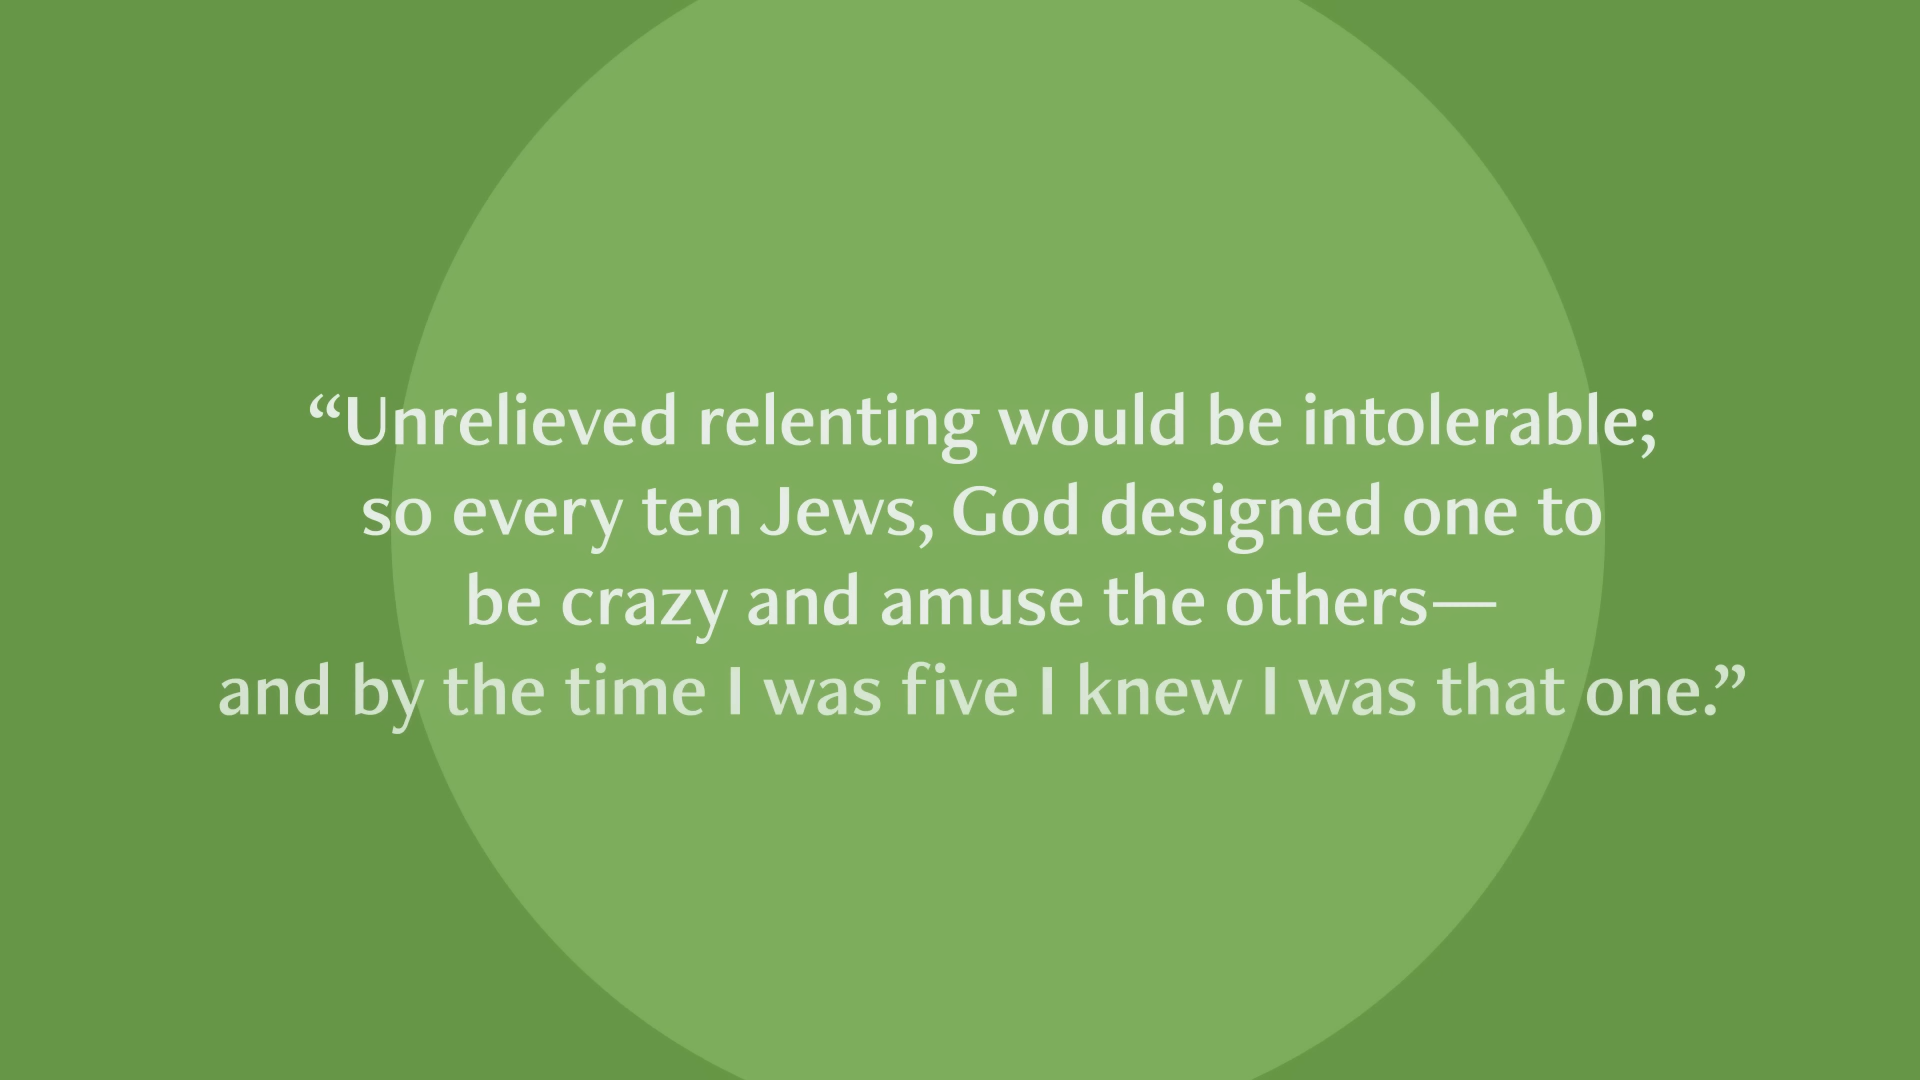 “Unrelieved relenting would be intolerable;
so every ten Jews, God designed one to
be crazy and amuse the others—
and by the time I was five I knew I was that one.”